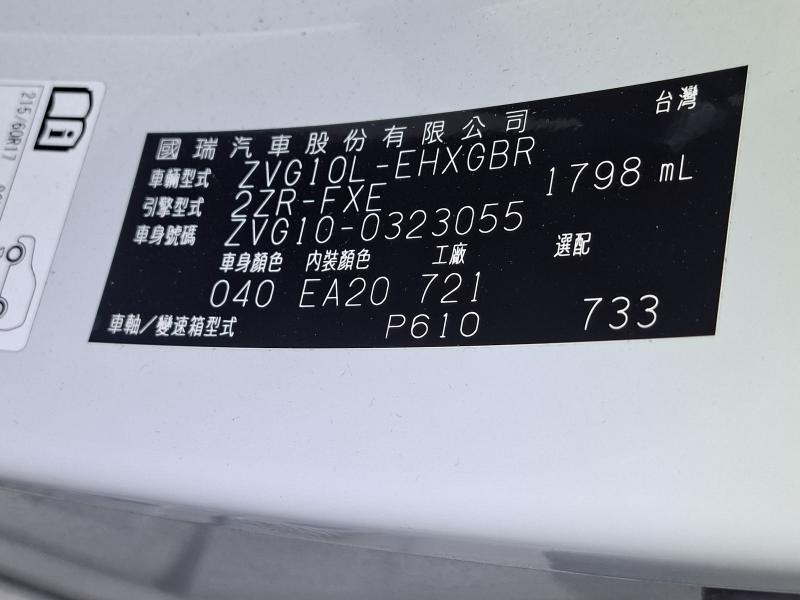 215/60R17
國瑞汽車股份有限公司 台灣
車輛型式 ZVG10L-EHXGBR
引擎型式 2ZR-FXE 1798 mL
車身號碼 ZVG10-0323055
車身顏色 內裝顏色 工廠 選配
040 EA20 721
車軸/變速箱型式 P610 733